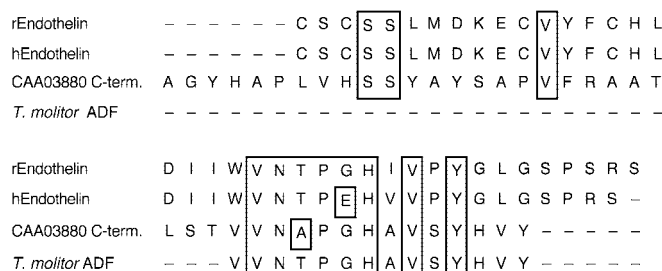 rEndothelin - - - - - - C S C S S L M D K E C V Y F C H L
hEndothelin - - - - - - C S C S S L M D K E C V Y F C H L
CAA03880 C-term. A G Y H A P L V H S S Y A Y S A P V F R A A T
T. molitor ADF - - - - - - - - - - - - - - - - - - - - - - -
rEndothelin D I I W V N T P G H I V P Y G L G S P S R S
hEndothelin D I I W V N T P E H V V P Y G L G S P R S -
CAA03880 C-term. L S T V V N A P G H A V S Y H V Y - - - - -
T. molitor ADF - - - V V N T P G H A V S Y H V Y - - - - -